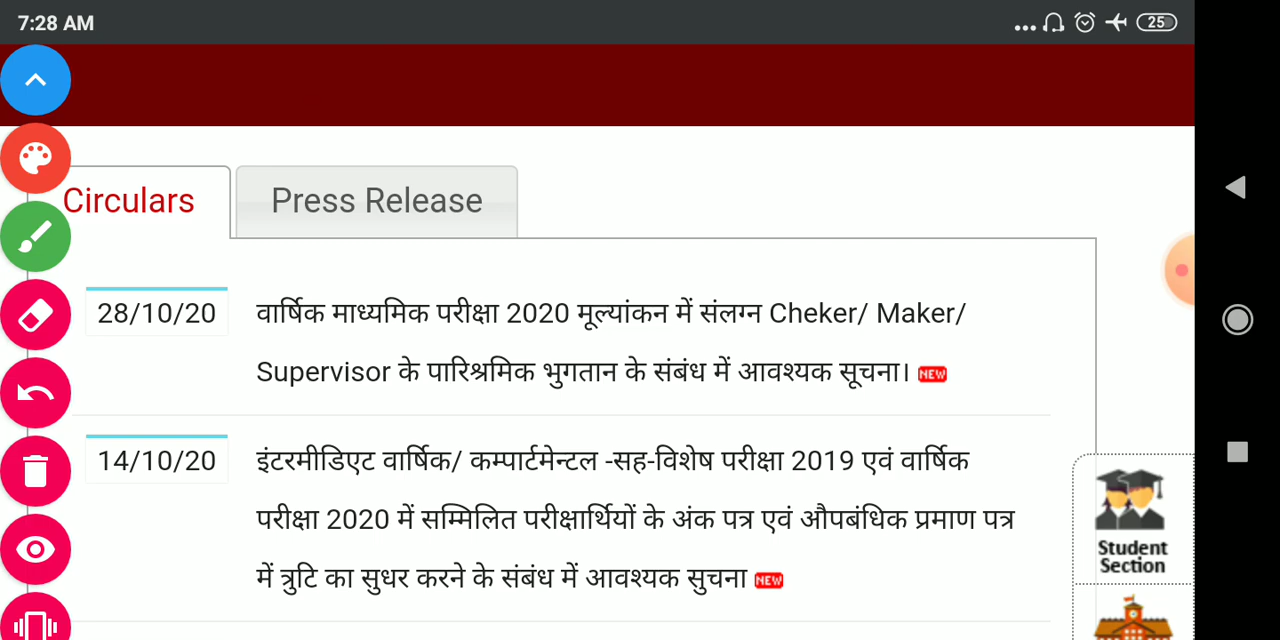 7:28 AM
25
Circulars
Press Release
28/10/20
वार्षिक माध्यमिक परीक्षा 2020 मूल्यांकन में संलग्न Cheker/ Maker/
Supervisor के पारिश्रमिक भुगतान के संबंध में आवश्यक सूचना। NEW
14/10/20
इंटरमीडिएट वार्षिक/ कम्पार्टमेन्टल -सह-विशेष परीक्षा 2019 एवं वार्षिक
परीक्षा 2020 में सम्मिलित परीक्षार्थियों के अंक पत्र एवं औपबंधिक प्रमाण पत्र
में त्रुटि का सुधर करने के संबंध में आवश्यक सुचना NEW
Student
Section